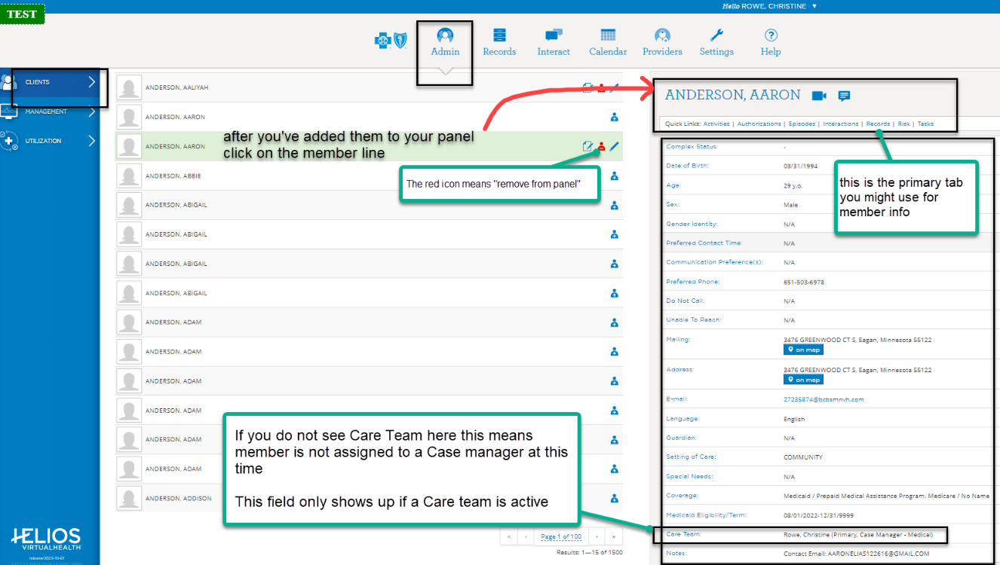 TEST
Hello ROWE, CHRISTINE ▼
Admin
Records
Interact
Calendar
Providers
Settings
Help
CLIENTS
MANAGEMENT
UTILIZATION
ANDERSON, AALIYAH
ANDERSON, AARON
ANDERSON, AARON
ANDERSON, ABBIE
ANDERSON, ABIGAIL
ANDERSON, ABIGAIL
ANDERSON, ABIGAIL
ANDERSON, ABIGAIL
ANDERSON, ADAM
ANDERSON, ADAM
ANDERSON, ADAM
ANDERSON, ADAM
ANDERSON, ADAM
ANDERSON, ADAM
ANDERSON, ADDISON
after you've added them to your panel
click on the member line
The red icon means "remove from panel"
If you do not see Care Team here this means
member is not assigned to a Case manager at this
time
This field only shows up if a Care team is active
« ‹ Page 1 of 100 › »
Results: 1—15 of 1500
HELIOS
VIRTUALHEALTH
release/2023-10-07
ANDERSON, AARON
Quick Links: Activities | Authorizations | Episodes | Interactions | Records | Risk | Tasks
this is the primary tab
you might use for
member info
Complex Status: -
Date of Birth: 03/31/1994
Age: 29 y.o.
Sex: Male
Gender Identity: N/A
Preferred Contact Time: N/A
Communication Preference(s): N/A
Preferred Phone: 651-503-6978
Do Not Call: N/A
Unable To Reach: N/A
Mailing: 3476 GREENWOOD CT S, Eagan, Minnesota 55122
on map
Address: 3476 GREENWOOD CT S, Eagan, Minnesota 55122
on map
E-mail: 27235874@bcbsmnvh.com
Language: English
Guardian: N/A
Setting of Care: COMMUNITY
Special Needs: N/A
Coverage: Medicaid / Prepaid Medical Assistance Program, Medicare / No Name
Medicaid Eligibility/Term: 08/01/2022-12/31/9999
Care Team: Rowe, Christine (Primary, Case Manager - Medical)
Notes: Contact Email: AARONELIAS122616@GMAIL.COM